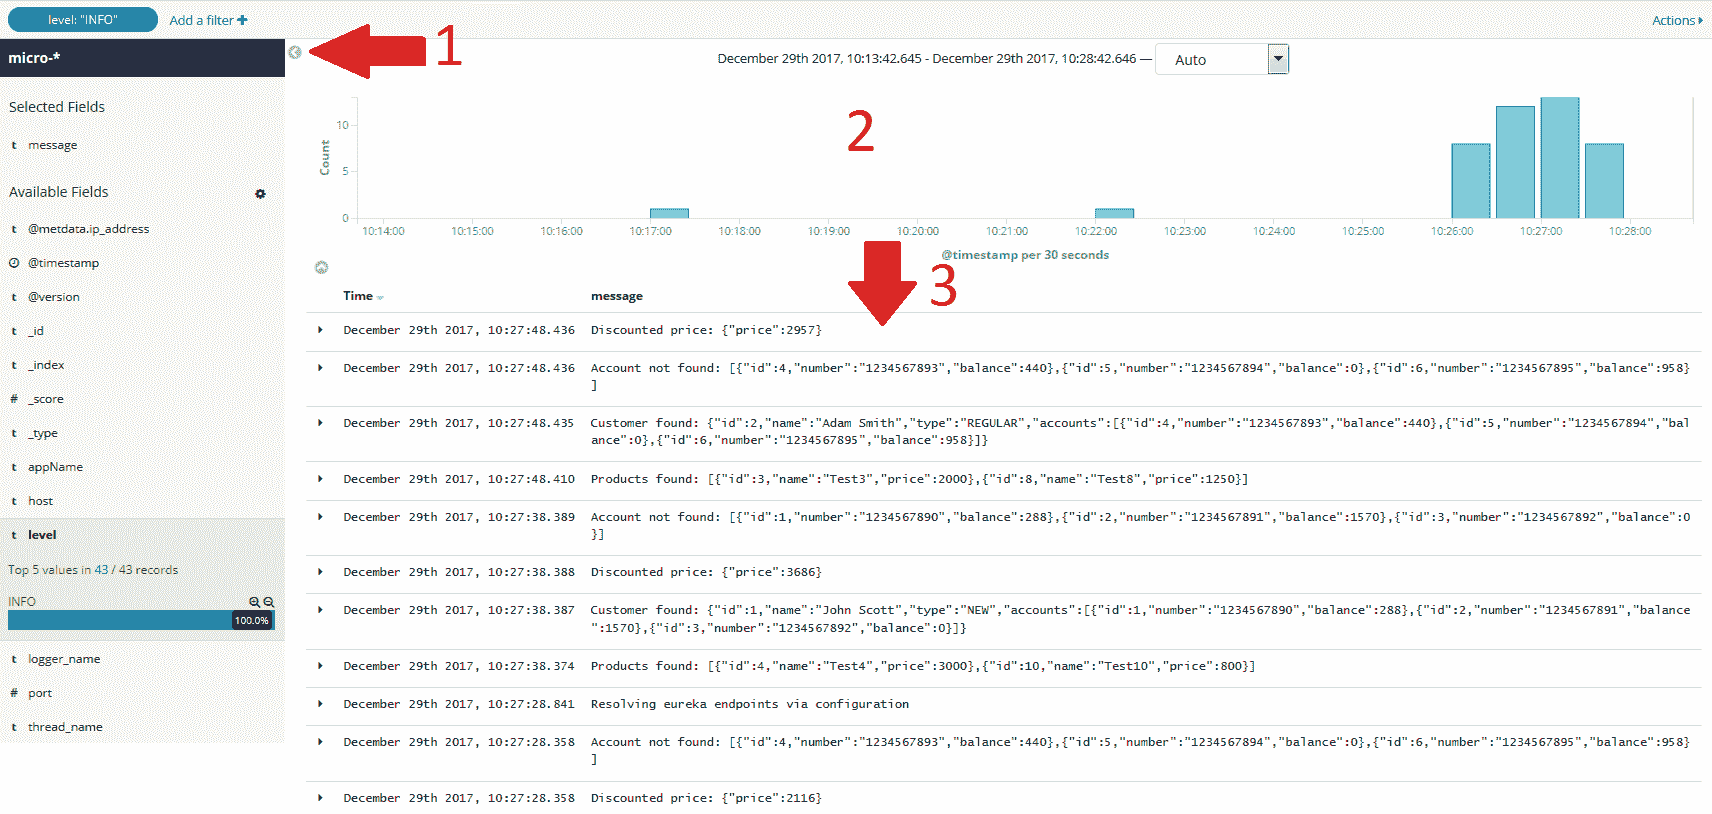 level: "INFO"
Add a filter +
Actions
micro-*
1
December 29th 2017, 10:13:42.645 - December 29th 2017, 10:28:42.646 —
Auto
Selected Fields
t message
Available Fields
t @metdata.ip_address
@timestamp
t @version
t _id
t _index
# _score
t _type
t appName
t host
t level
Top 5 values in 43 / 43 records
INFO
100.0%
t logger_name
# port
t thread_name
2
Count
10
5
0
10:14:00 10:15:00 10:16:00 10:17:00 10:18:00 10:19:00 10:20:00 10:21:00 10:22:00 10:23:00 10:24:00 10:25:00 10:26:00 10:27:00 10:28:00
@timestamp per 30 seconds
3
Time message
December 29th 2017, 10:27:48.436 Discounted price: {"price":2957}
December 29th 2017, 10:27:48.436 Account not found: [{"id":4,"number":"1234567893","balance":440},{"id":5,"number":"1234567894","balance":0},{"id":6,"number":"1234567895","balance":958}
]
December 29th 2017, 10:27:48.435 Customer found: {"id":2,"name":"Adam Smith","type":"REGULAR","accounts":[{"id":4,"number":"1234567893","balance":440},{"id":5,"number":"1234567894","bal
ance":0},{"id":6,"number":"1234567895","balance":958}]}
December 29th 2017, 10:27:48.410 Products found: [{"id":3,"name":"Test3","price":2000},{"id":8,"name":"Test8","price":1250}]
December 29th 2017, 10:27:38.389 Account not found: [{"id":1,"number":"1234567890","balance":288},{"id":2,"number":"1234567891","balance":1570},{"id":3,"number":"1234567892","balance":0
}]
December 29th 2017, 10:27:38.388 Discounted price: {"price":3686}
December 29th 2017, 10:27:38.387 Customer found: {"id":1,"name":"John Scott","type":"NEW","accounts":[{"id":1,"number":"1234567890","balance":288},{"id":2,"number":"1234567891","balance"
:1570},{"id":3,"number":"1234567892","balance":0}]}
December 29th 2017, 10:27:38.374 Products found: [{"id":4,"name":"Test4","price":3000},{"id":10,"name":"Test10","price":800}]
December 29th 2017, 10:27:28.841 Resolving eureka endpoints via configuration
December 29th 2017, 10:27:28.358 Account not found: [{"id":4,"number":"1234567893","balance":440},{"id":5,"number":"1234567894","balance":0},{"id":6,"number":"1234567895","balance":958}
]
December 29th 2017, 10:27:28.358 Discounted price: {"price":2116}